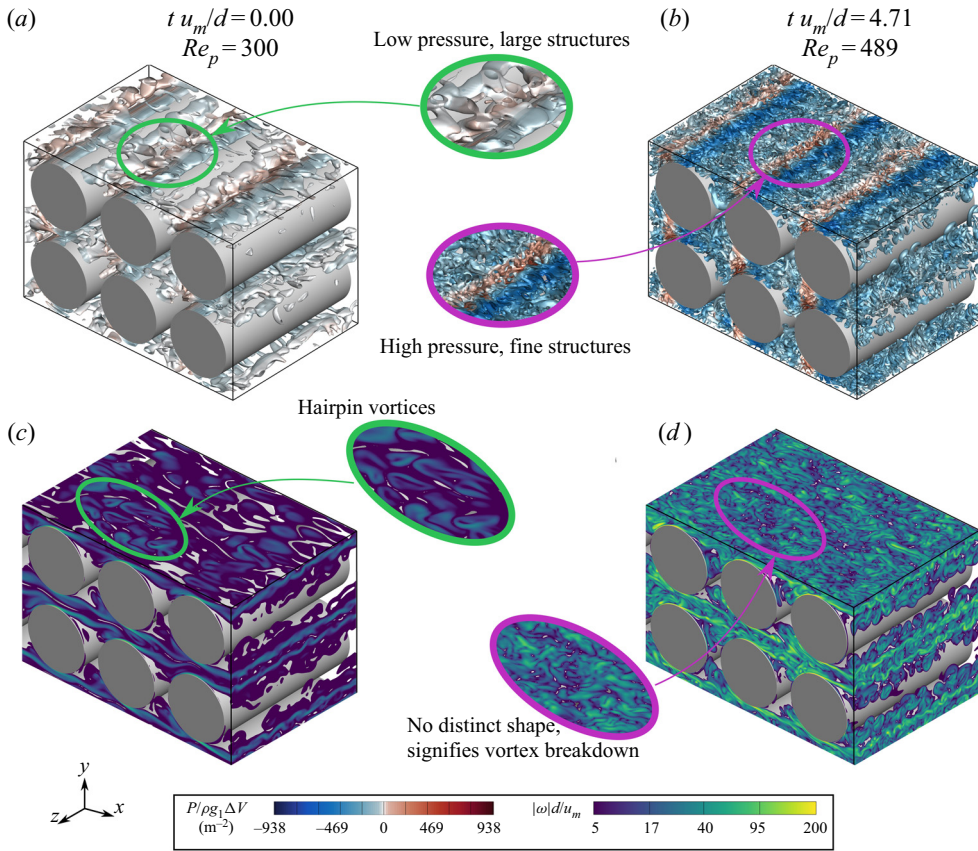 (a)
t u_m/d = 0.00
Re_p = 300
Low pressure, large structures
(b)
t u_m/d = 4.71
Re_p = 489
High pressure, fine structures
(c)
Hairpin vortices
(d)
No distinct shape,
signifies vortex breakdown
y
z
x
P/ρg₁ΔV
(m⁻²)
–938
–469
0
469
938
|ω|d/u_m
5
17
40
95
200